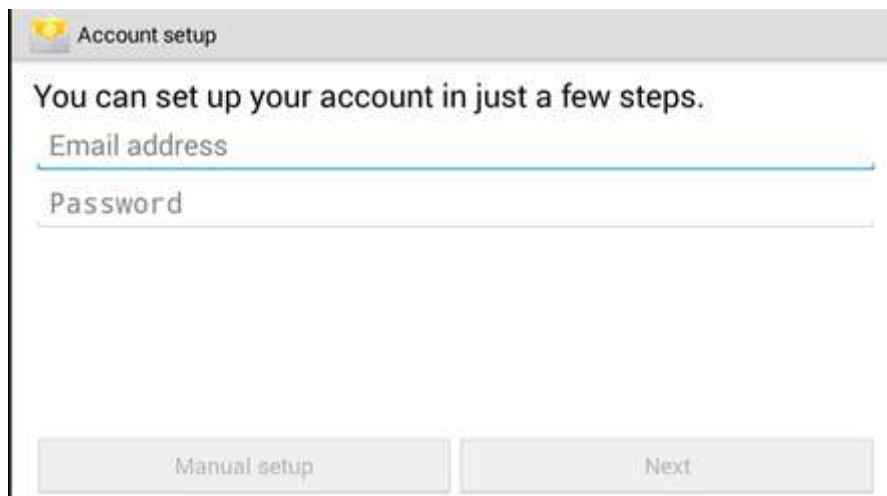 Account setup
You can set up your account in just a few steps.
Email address
Password
Manual setup
Next